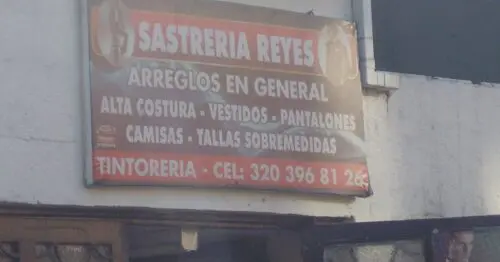 SASTRERIA REYES
ARREGLOS EN GENERAL
ALTA COSTURA - VESTIDOS - PANTALONES
CAMISAS - TALLAS SOBREMEDIDAS
TINTORERIA - CEL: 320 396 81 26